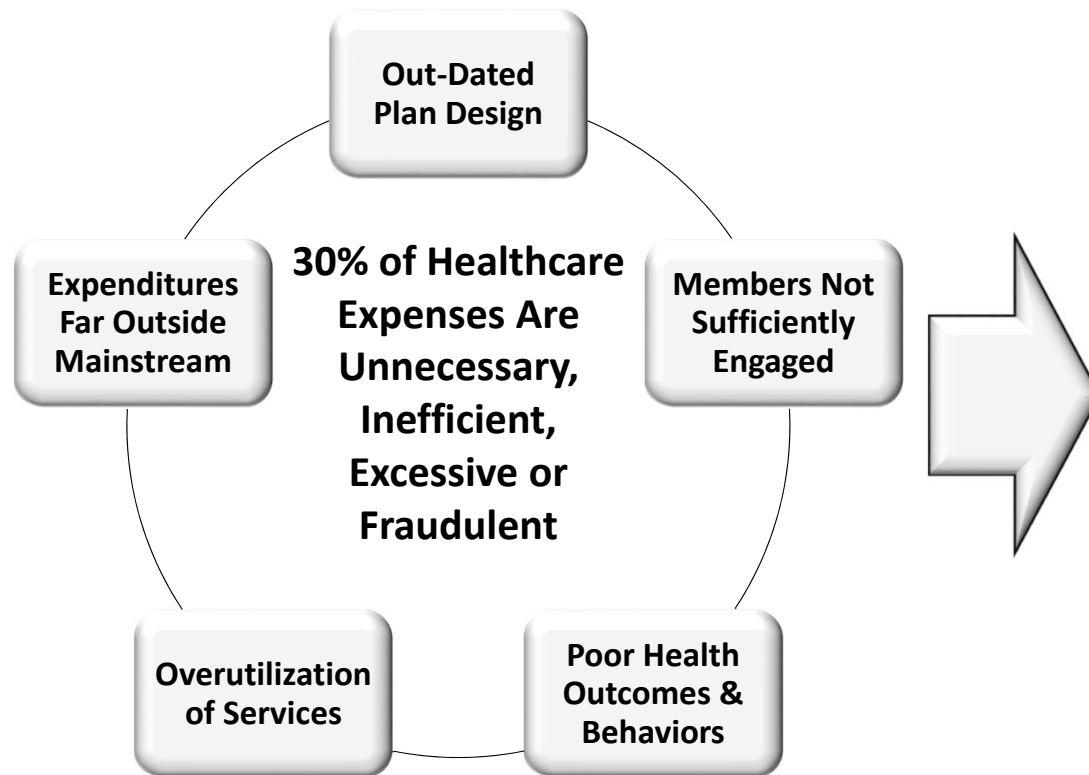 Out-Dated
Plan Design
Expenditures
Far Outside
Mainstream
30% of Healthcare
Expenses Are
Unnecessary,
Inefficient,
Excessive or
Fraudulent
Members Not
Sufficiently
Engaged
Overutilization
of Services
Poor Health
Outcomes &
Behaviors